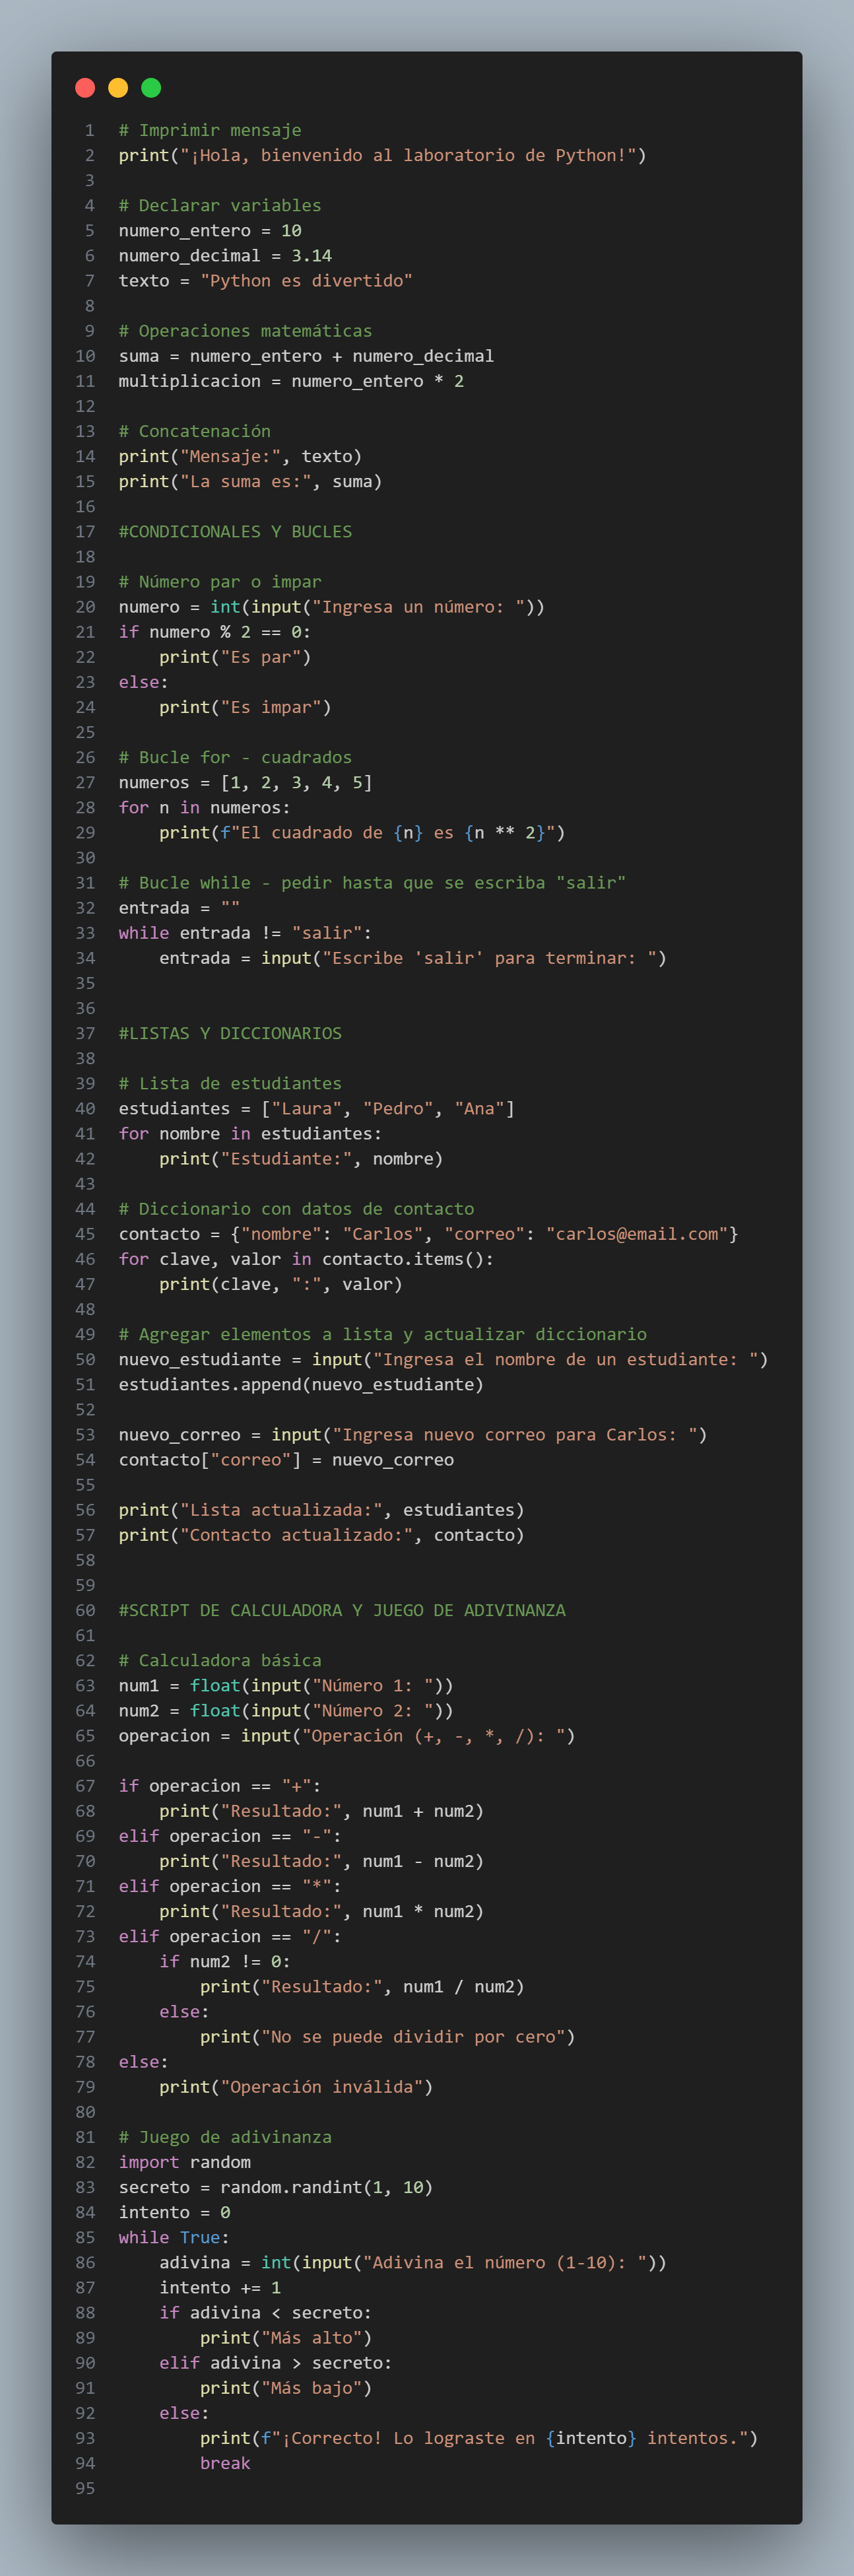 1 # Imprimir mensaje
2 print("¡Hola, bienvenido al laboratorio de Python!")
3
4 # Declarar variables
5 numero_entero = 10
6 numero_decimal = 3.14
7 texto = "Python es divertido"
8
9 # Operaciones matemáticas
10 suma = numero_entero + numero_decimal
11 multiplicacion = numero_entero * 2
12
13 # Concatenación
14 print("Mensaje:", texto)
15 print("La suma es:", suma)
16
17 #CONDICIONALES Y BUCLES
18
19 # Número par o impar
20 numero = int(input("Ingresa un número: "))
21 if numero % 2 == 0:
22     print("Es par")
23 else:
24     print("Es impar")
25
26 # Bucle for - cuadrados
27 numeros = [1, 2, 3, 4, 5]
28 for n in numeros:
29     print(f"El cuadrado de {n} es {n ** 2}")
30
31 # Bucle while - pedir hasta que se escriba "salir"
32 entrada = ""
33 while entrada != "salir":
34     entrada = input("Escribe 'salir' para terminar: ")
35
36
37 #LISTAS Y DICCIONARIOS
38
39 # Lista de estudiantes
40 estudiantes = ["Laura", "Pedro", "Ana"]
41 for nombre in estudiantes:
42     print("Estudiante:", nombre)
43
44 # Diccionario con datos de contacto
45 contacto = {"nombre": "Carlos", "correo": "carlos@email.com"}
46 for clave, valor in contacto.items():
47     print(clave, ":", valor)
48
49 # Agregar elementos a lista y actualizar diccionario
50 nuevo_estudiante = input("Ingresa el nombre de un estudiante: ")
51 estudiantes.append(nuevo_estudiante)
52
53 nuevo_correo = input("Ingresa nuevo correo para Carlos: ")
54 contacto["correo"] = nuevo_correo
55
56 print("Lista actualizada:", estudiantes)
57 print("Contacto actualizado:", contacto)
58
59
60 #SCRIPT DE CALCULADORA Y JUEGO DE ADIVINANZA
61
62 # Calculadora básica
63 num1 = float(input("Número 1: "))
64 num2 = float(input("Número 2: "))
65 operacion = input("Operación (+, -, *, /): ")
66
67 if operacion == "+":
68     print("Resultado:", num1 + num2)
69 elif operacion == "-":
70     print("Resultado:", num1 - num2)
71 elif operacion == "*":
72     print("Resultado:", num1 * num2)
73 elif operacion == "/":
74     if num2 != 0:
75         print("Resultado:", num1 / num2)
76     else:
77         print("No se puede dividir por cero")
78 else:
79     print("Operación inválida")
80
81 # Juego de adivinanza
82 import random
83 secreto = random.randint(1, 10)
84 intento = 0
85 while True:
86     adivina = int(input("Adivina el número (1-10): "))
87     intento += 1
88     if adivina < secreto:
89         print("Más alto")
90     elif adivina > secreto:
91         print("Más bajo")
92     else:
93         print(f"¡Correcto! Lo lograste en {intento} intentos.")
94         break
95